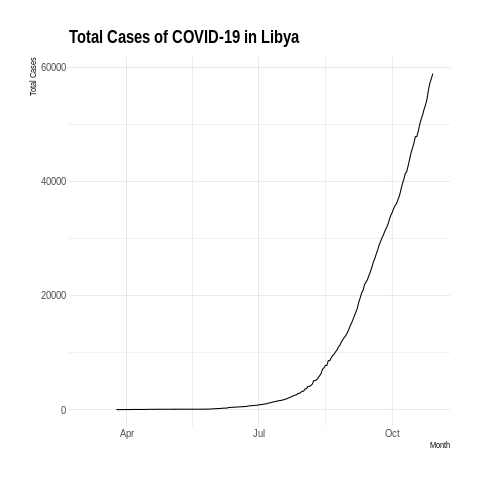 Total Cases of COVID-19 in Libya
Total Cases
60000
40000
20000
0
Apr Jul Oct
Month